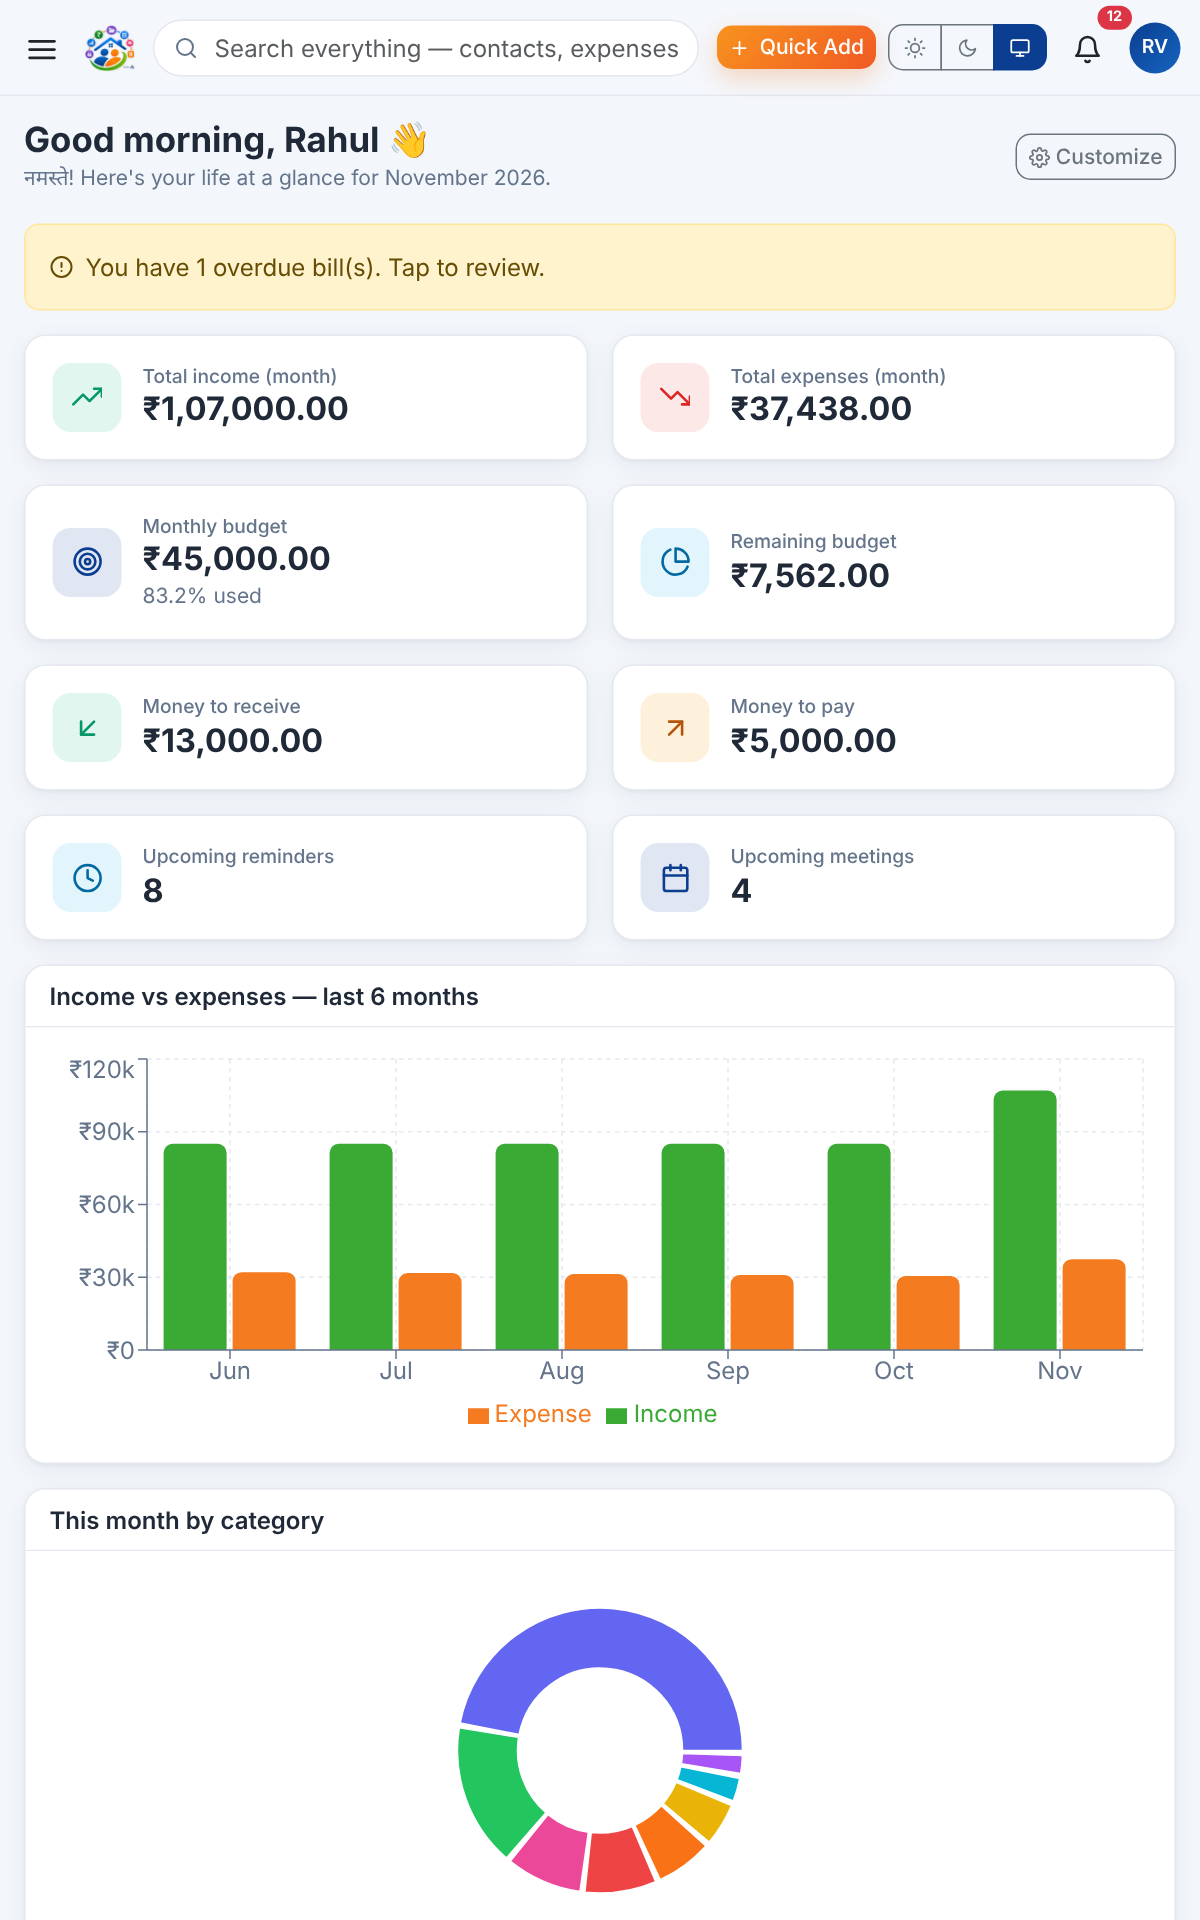 Search everything — contacts, expenses
+ Quick Add
12
RV
Good morning, Rahul 👋
नमस्ते! Here's your life at a glance for November 2026.
Customize
You have 1 overdue bill(s). Tap to review.
Total income (month)
₹1,07,000.00
Total expenses (month)
₹37,438.00
Monthly budget
₹45,000.00
83.2% used
Remaining budget
₹7,562.00
Money to receive
₹13,000.00
Money to pay
₹5,000.00
Upcoming reminders
8
Upcoming meetings
4
Income vs expenses — last 6 months
₹120k
₹90k
₹60k
₹30k
₹0
Jun Jul Aug Sep Oct Nov
Expense Income
This month by category